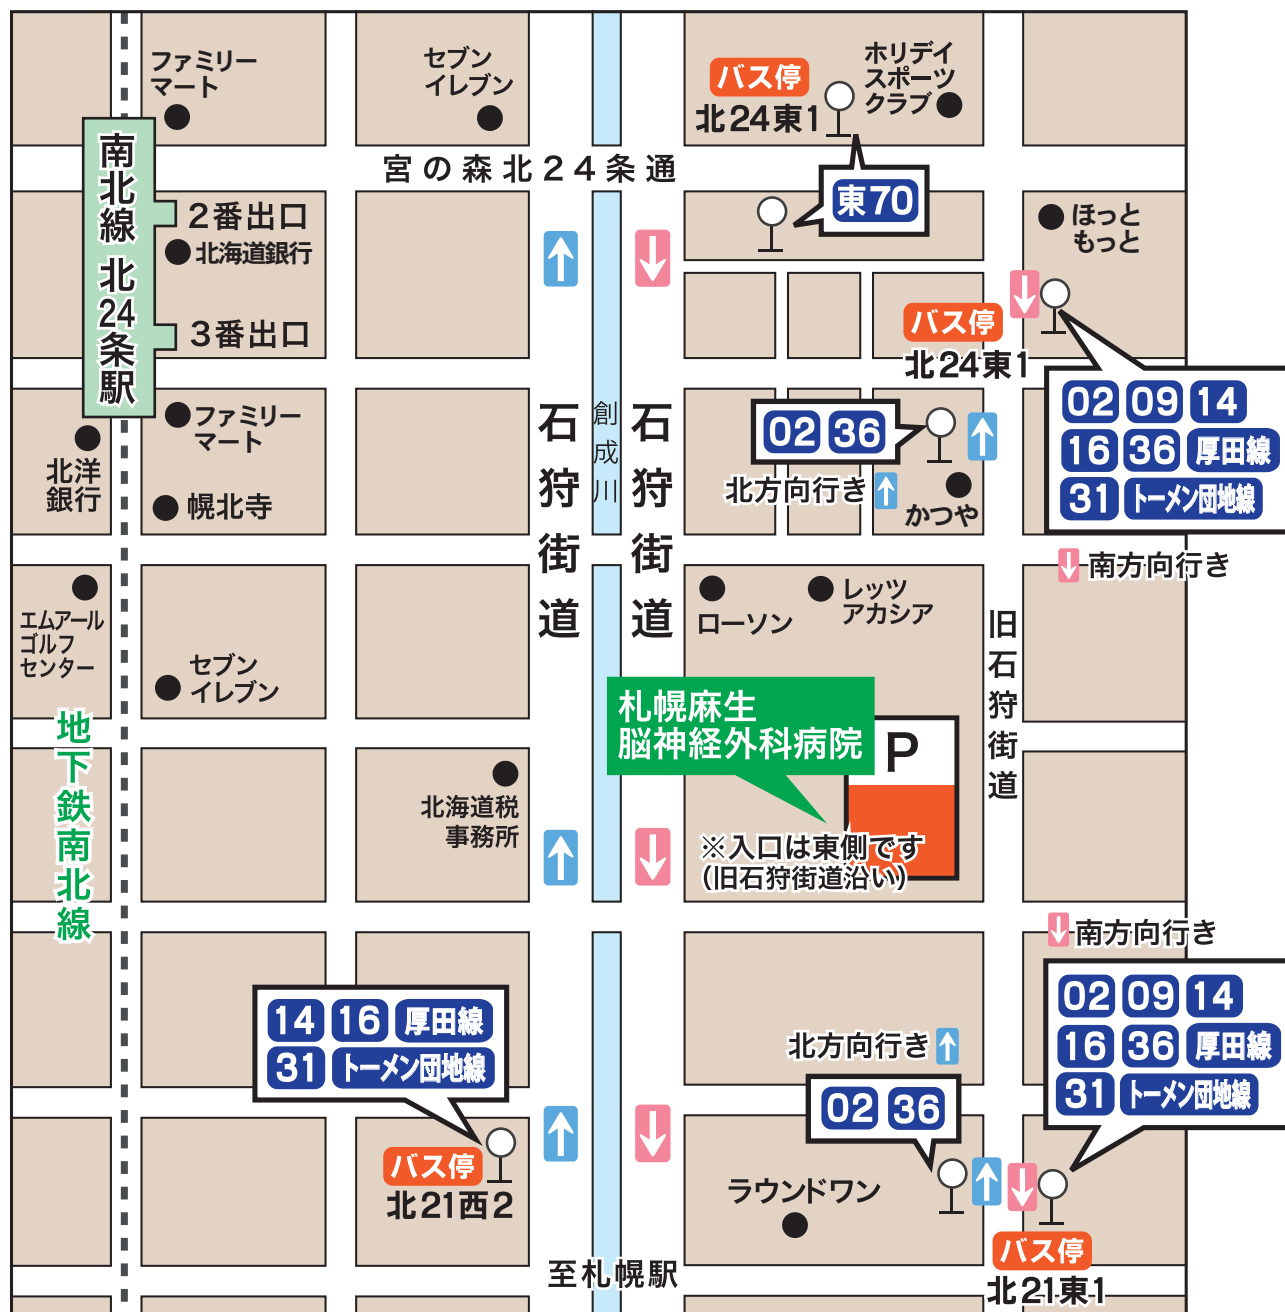 ファミリー
マート
セブン
イレブン
バス停
北24東1
ホリデイ
スポーツ
クラブ
宮の森北24条通
東70
南北線 北24条駅
2番出口
北海道銀行
3番出口
ほっと
もっと
バス停
北24東1
02 09 14
16 36 厚田線
31 トーメン団地線
南方向行き
ファミリー
マート
北洋
銀行
幌北寺
石狩街道
創成川
石狩街道
02 36
北方向行き
かつや
エムアール
ゴルフ
センター
セブン
イレブン
ローソン
レッツ
アカシア
旧石狩街道
地下鉄南北線
札幌麻生
脳神経外科病院
P
※入口は東側です
(旧石狩街道沿い)
北海道税
事務所
南方向行き
02 09 14
16 36 厚田線
31 トーメン団地線
14 16 厚田線
31 トーメン団地線
北方向行き
02 36
バス停
北21西2
ラウンドワン
バス停
北21東1
至札幌駅